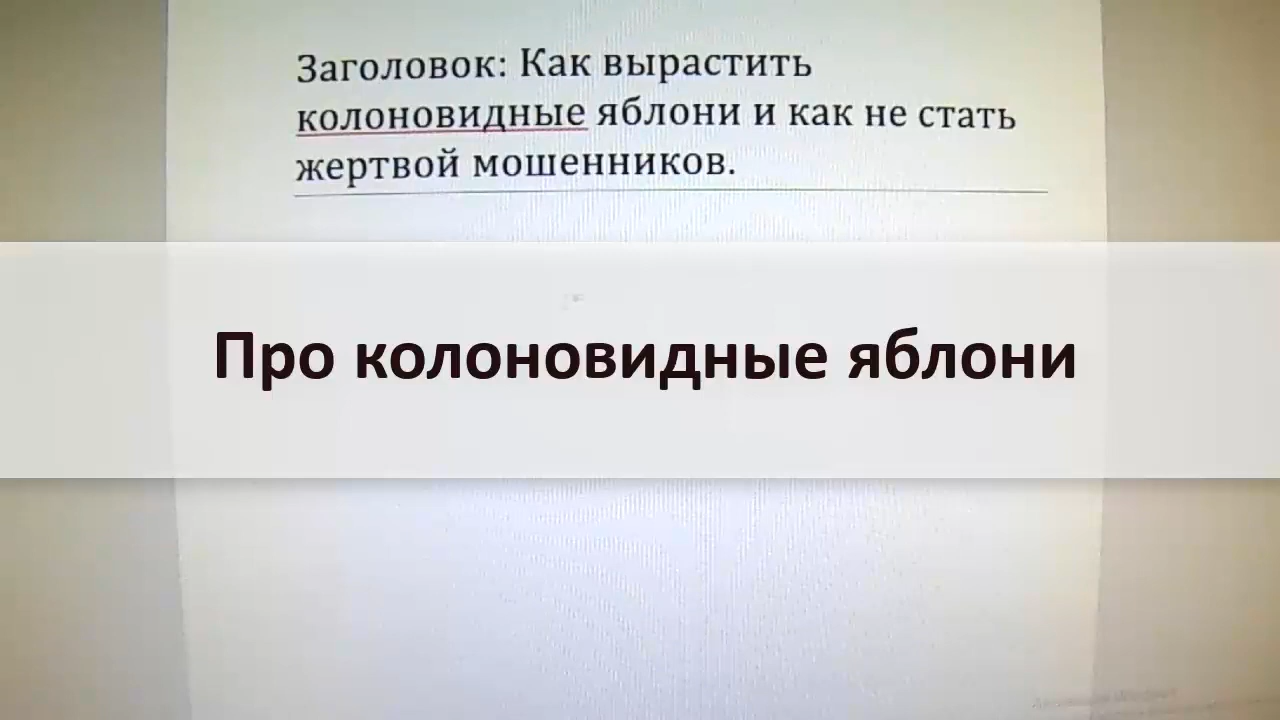 Заголовок: Как вырастить
колоновидные яблони и как не стать
жертвой мошенников.
Про колоновидные яблони